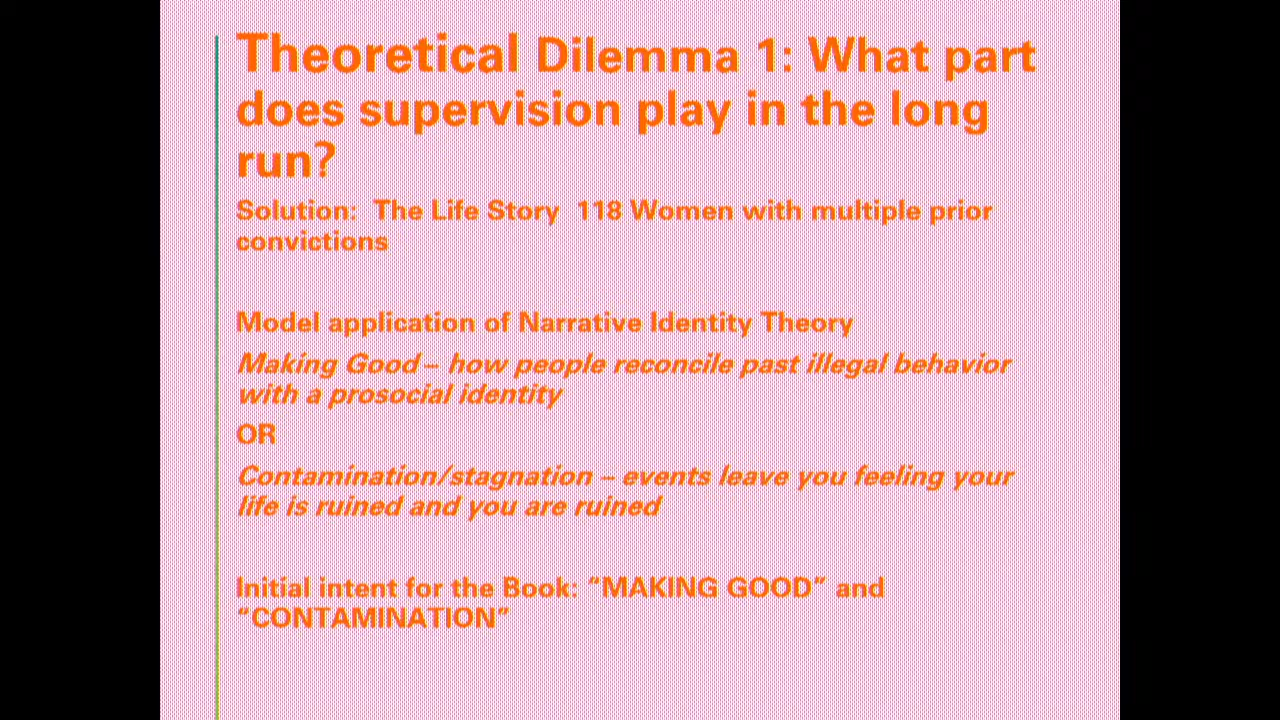 Theoretical Dilemma 1: What part
does supervision play in the long
run?
Solution:  The Life Story  118 Women with multiple prior
convictions
Model application of Narrative Identity Theory
Making Good – how people reconcile past illegal behavior
with a prosocial identity
OR
Contamination/stagnation – events leave you feeling your
life is ruined and you are ruined
Initial intent for the Book: “MAKING GOOD” and
“CONTAMINATION”